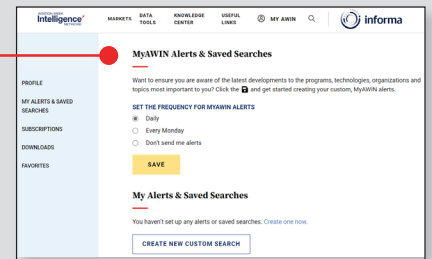 AVIATION WEEK
Intelligence
NETWORK
MARKETS
DATA TOOLS
KNOWLEDGE CENTER
USEFUL LINKS
MY AWIN
informa
PROFILE
MY ALERTS & SAVED
SEARCHES
SUBSCRIPTIONS
DOWNLOADS
FAVORITES
MyAWIN Alerts & Saved Searches
Want to ensure you are aware of the latest developments to the programs, technologies, organizations and
topics most important to you? Click the and get started creating your custom, MyAWIN alerts.
SET THE FREQUENCY FOR MYAWIN ALERTS
Daily
Every Monday
Don't send me alerts
SAVE
My Alerts & Saved Searches
You haven't set up any alerts or saved searches. Create one now.
CREATE NEW CUSTOM SEARCH